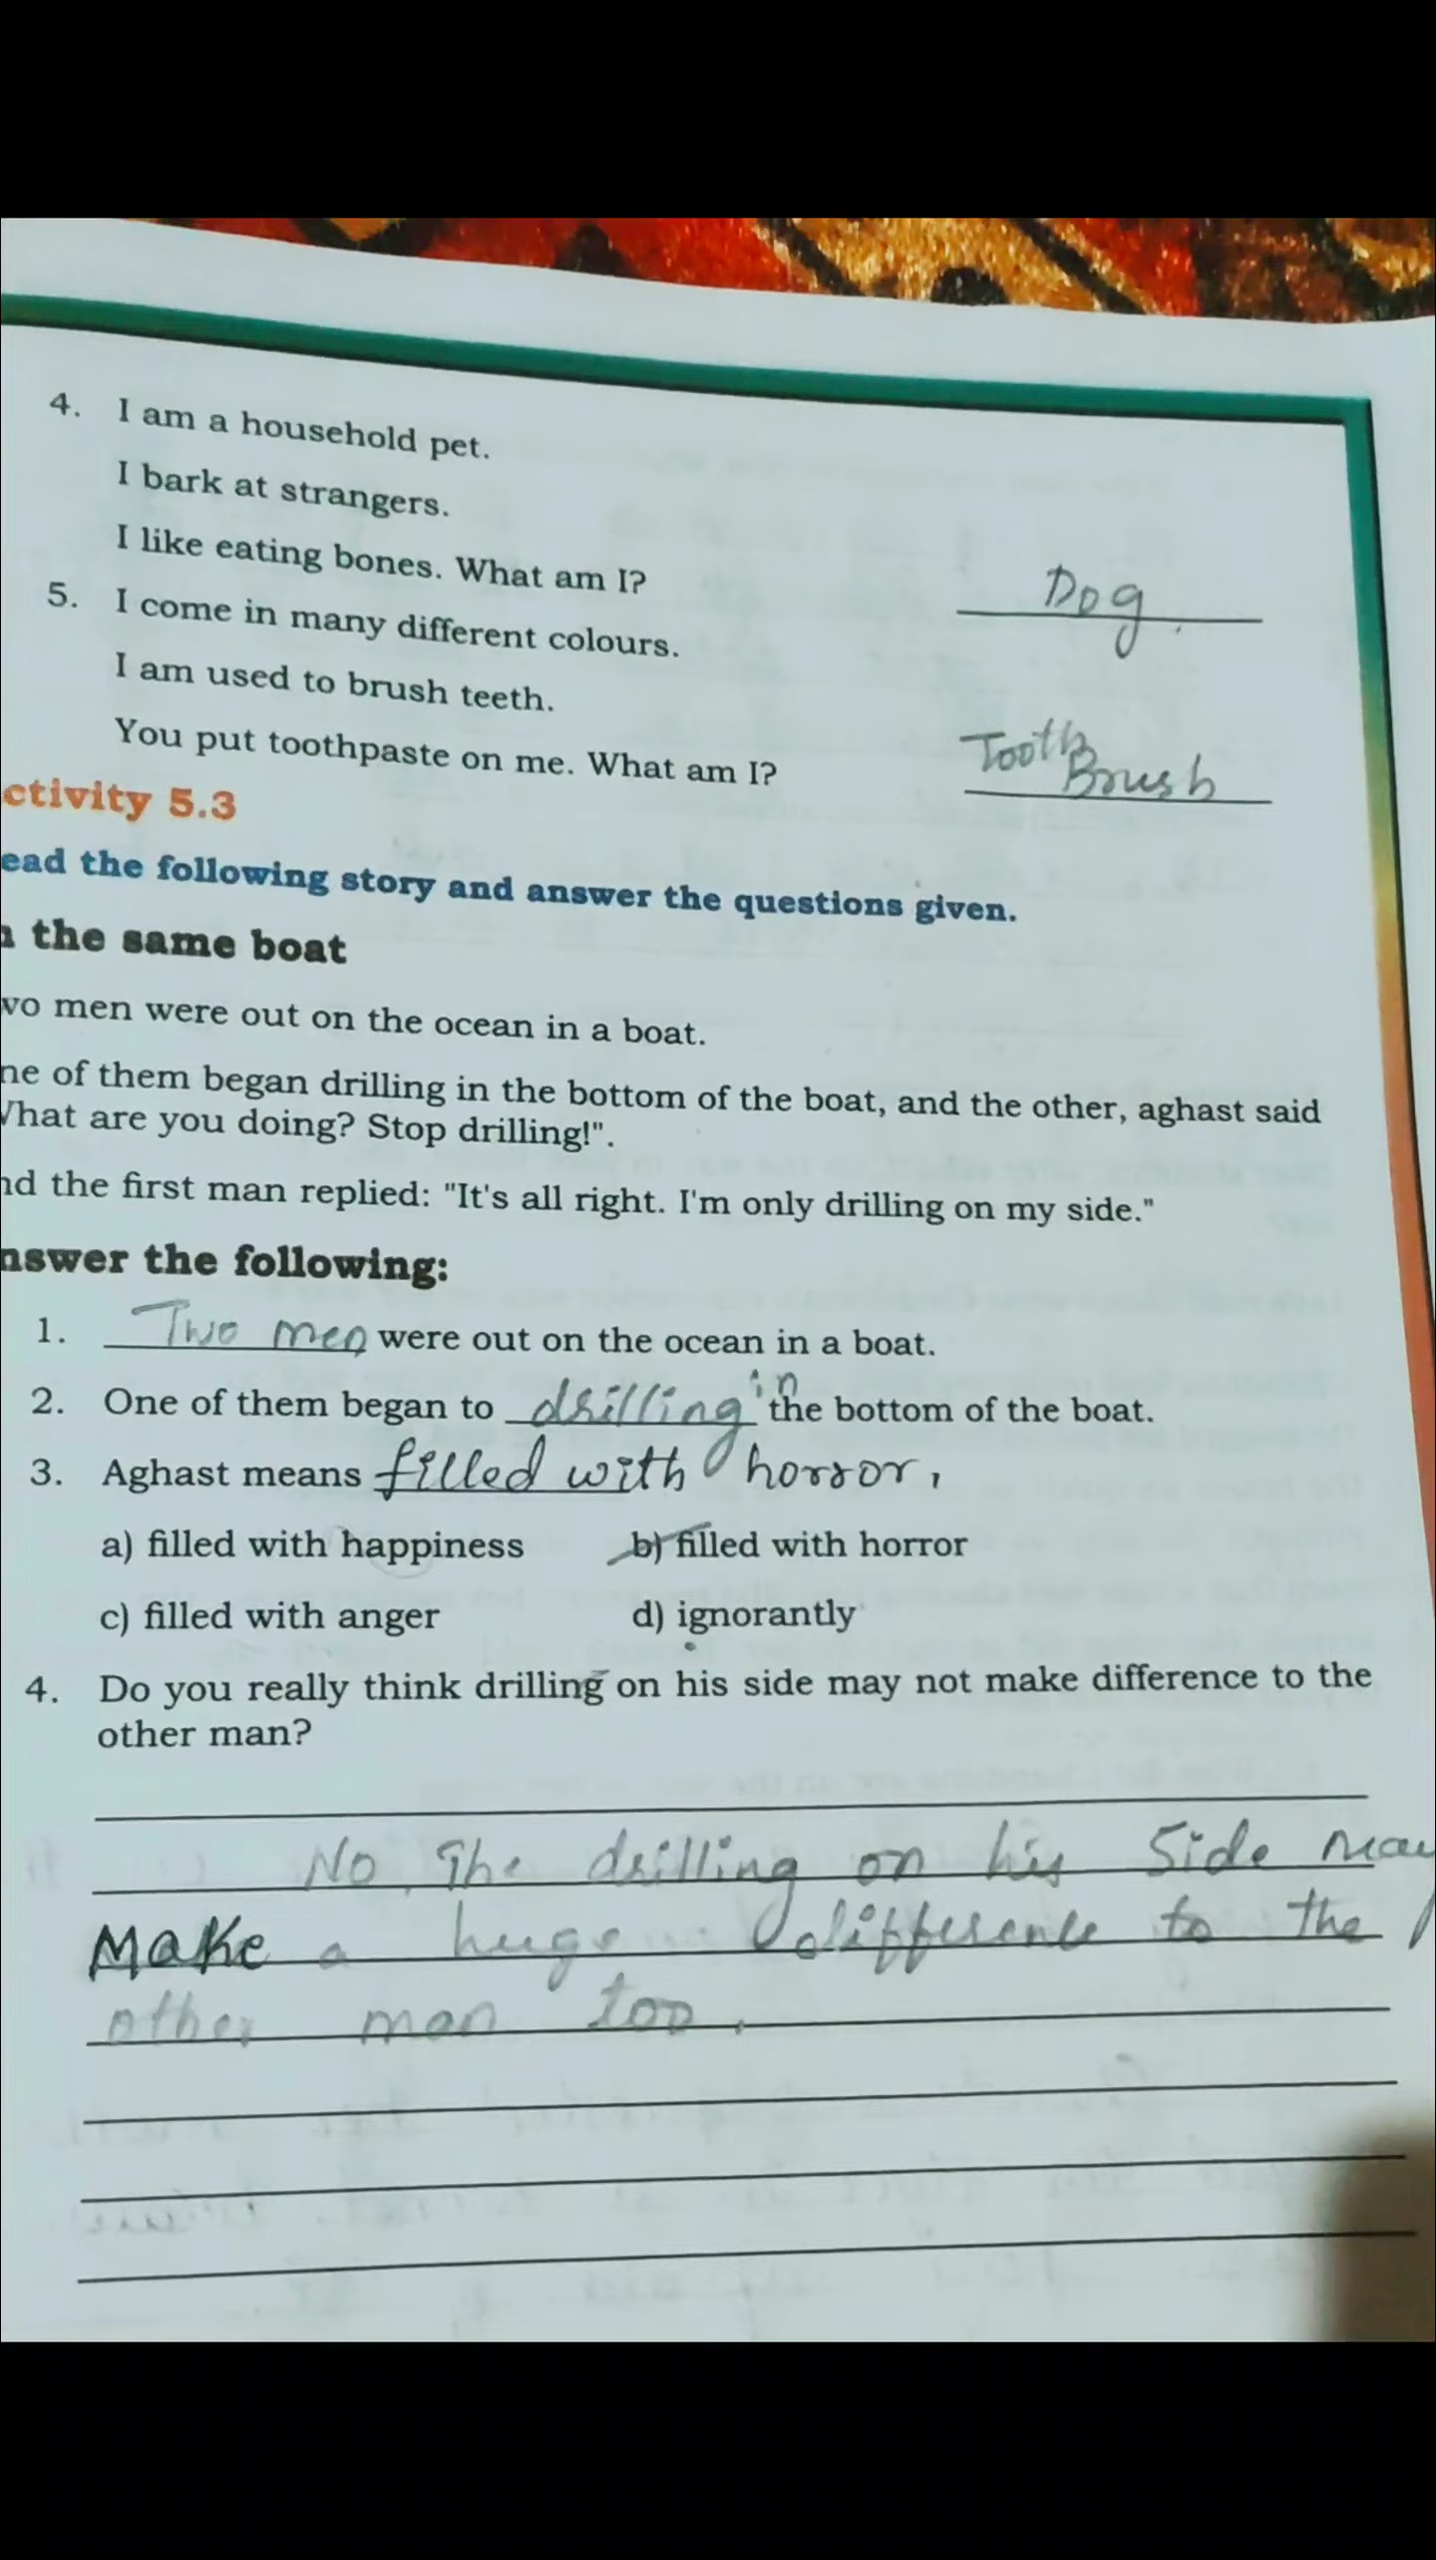 4. I am a household pet.
I bark at strangers.
I like eating bones. What am I? Dog
5. I come in many different colours.
I am used to brush teeth.
You put toothpaste on me. What am I? Tooth Brush
ctivity 5.3
ead the following story and answer the questions given.
the same boat
wo men were out on the ocean in a boat.
ne of them began drilling in the bottom of the boat, and the other, aghast said
What are you doing? Stop drilling!".
nd the first man replied: "It's all right. I'm only drilling on my side."
nswer the following:
1. Two men were out on the ocean in a boat.
2. One of them began to drilling in the bottom of the boat.
3. Aghast means filled with horror,
a) filled with happiness b) filled with horror
c) filled with anger d) ignorantly
4. Do you really think drilling on his side may not make difference to the
other man?
No, The drilling on his Side may
Make a huge difference to the
other man too.